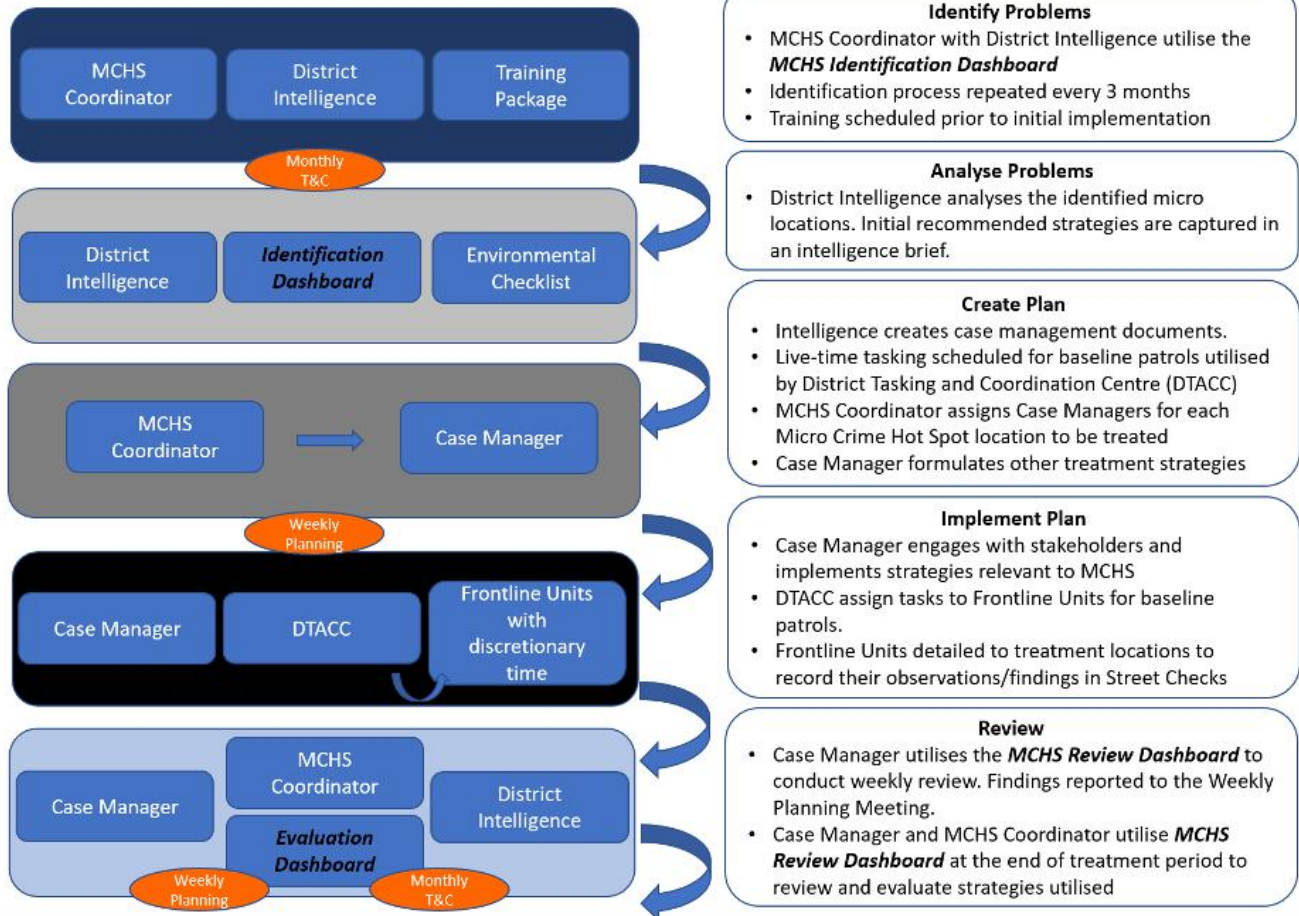 MCHS
Coordinator
District
Intelligence
Training
Package
Monthly
T&C
District
Intelligence
Identification
Dashboard
Environmental
Checklist
MCHS
Coordinator
Case Manager
Weekly
Planning
Case Manager
DTACC
Frontline Units
with
discretionary
time
Case Manager
MCHS
Coordinator
Evaluation
Dashboard
District
Intelligence
Weekly
Planning
Monthly
T&C
Identify Problems
• MCHS Coordinator with District Intelligence utilise the
MCHS Identification Dashboard
• Identification process repeated every 3 months
• Training scheduled prior to initial implementation
Analyse Problems
• District Intelligence analyses the identified micro
locations. Initial recommended strategies are captured in
an intelligence brief.
Create Plan
• Intelligence creates case management documents.
• Live-time tasking scheduled for baseline patrols utilised
by District Tasking and Coordination Centre (DTACC)
• MCHS Coordinator assigns Case Managers for each
Micro Crime Hot Spot location to be treated
• Case Manager formulates other treatment strategies
Implement Plan
• Case Manager engages with stakeholders and
implements strategies relevant to MCHS
• DTACC assign tasks to Frontline Units for baseline
patrols.
• Frontline Units detailed to treatment locations to
record their observations/findings in Street Checks
Review
• Case Manager utilises the MCHS Review Dashboard to
conduct weekly review. Findings reported to the Weekly
Planning Meeting.
• Case Manager and MCHS Coordinator utilise MCHS
Review Dashboard at the end of treatment period to
review and evaluate strategies utilised